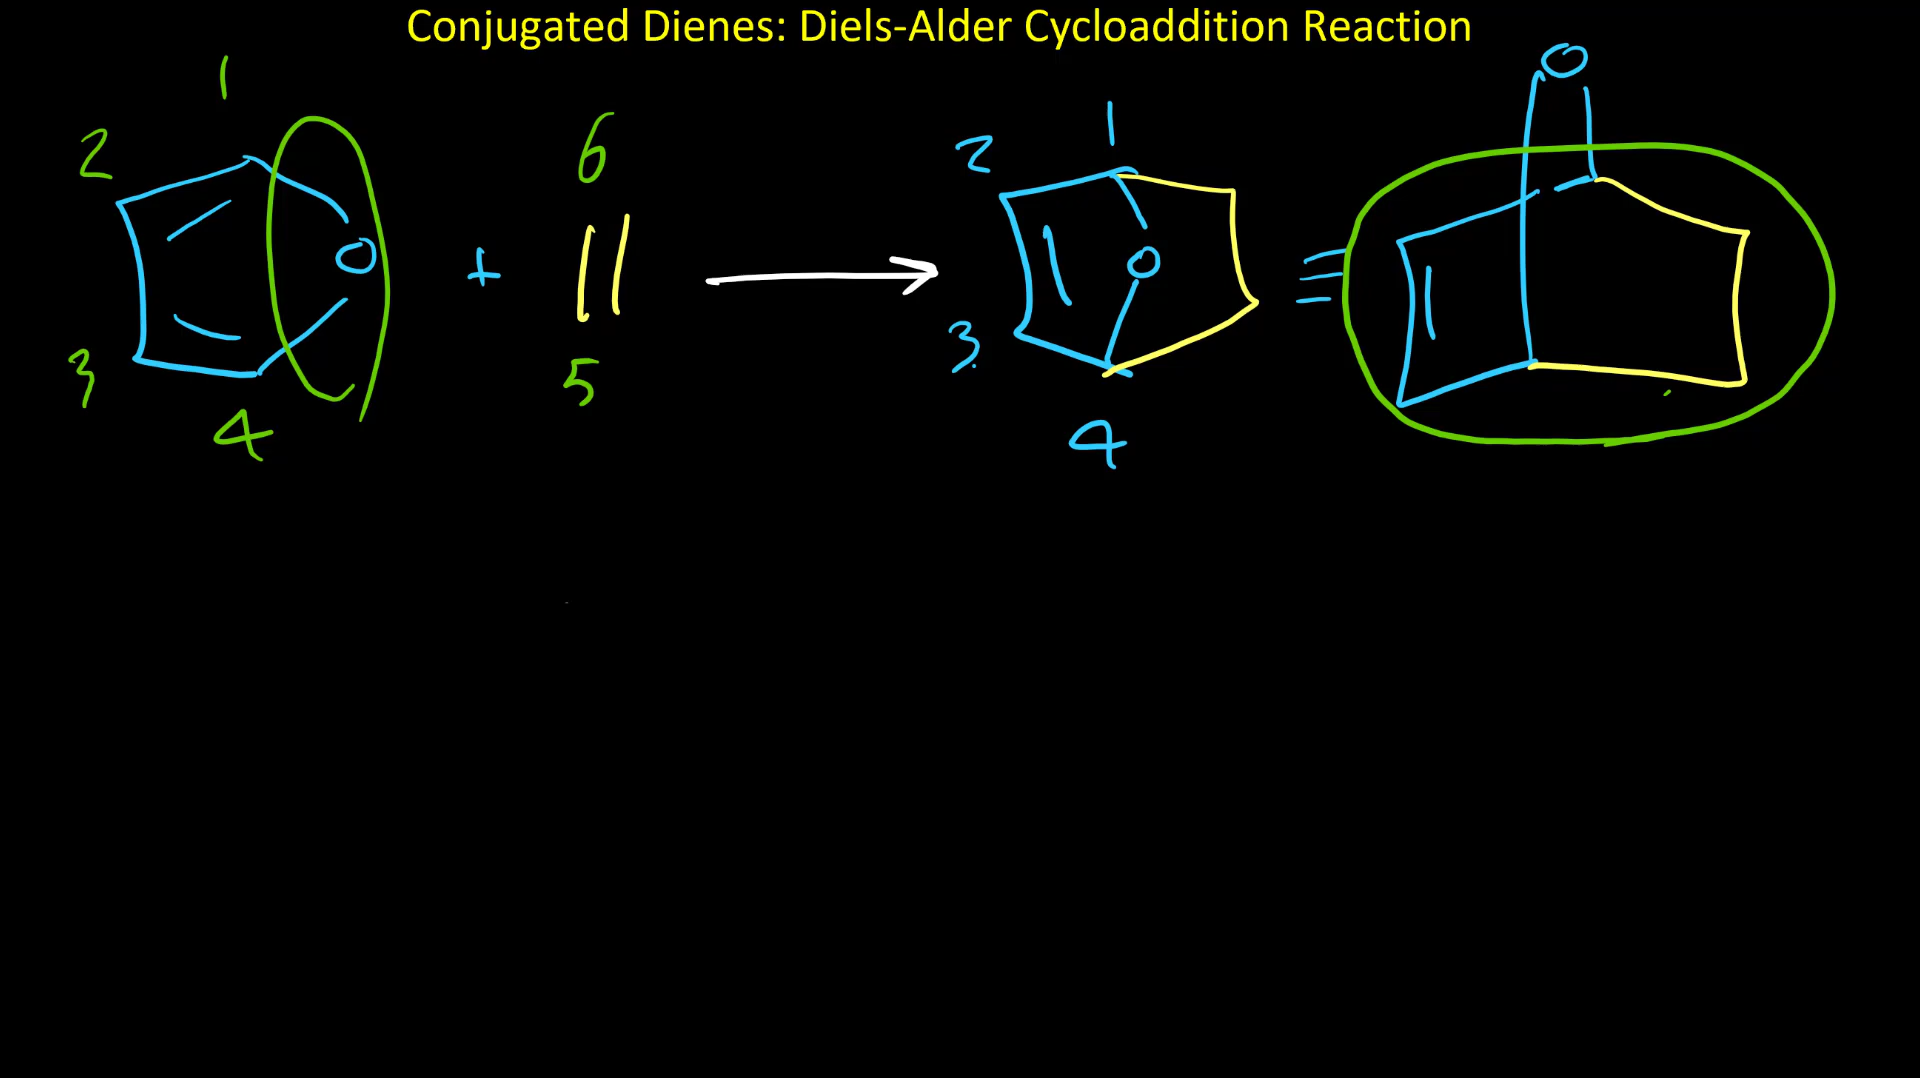 Conjugated Dienes: Diels-Alder Cycloaddition Reaction
1
2
3
4
O
+
6
5
1
2
3
4
O
O